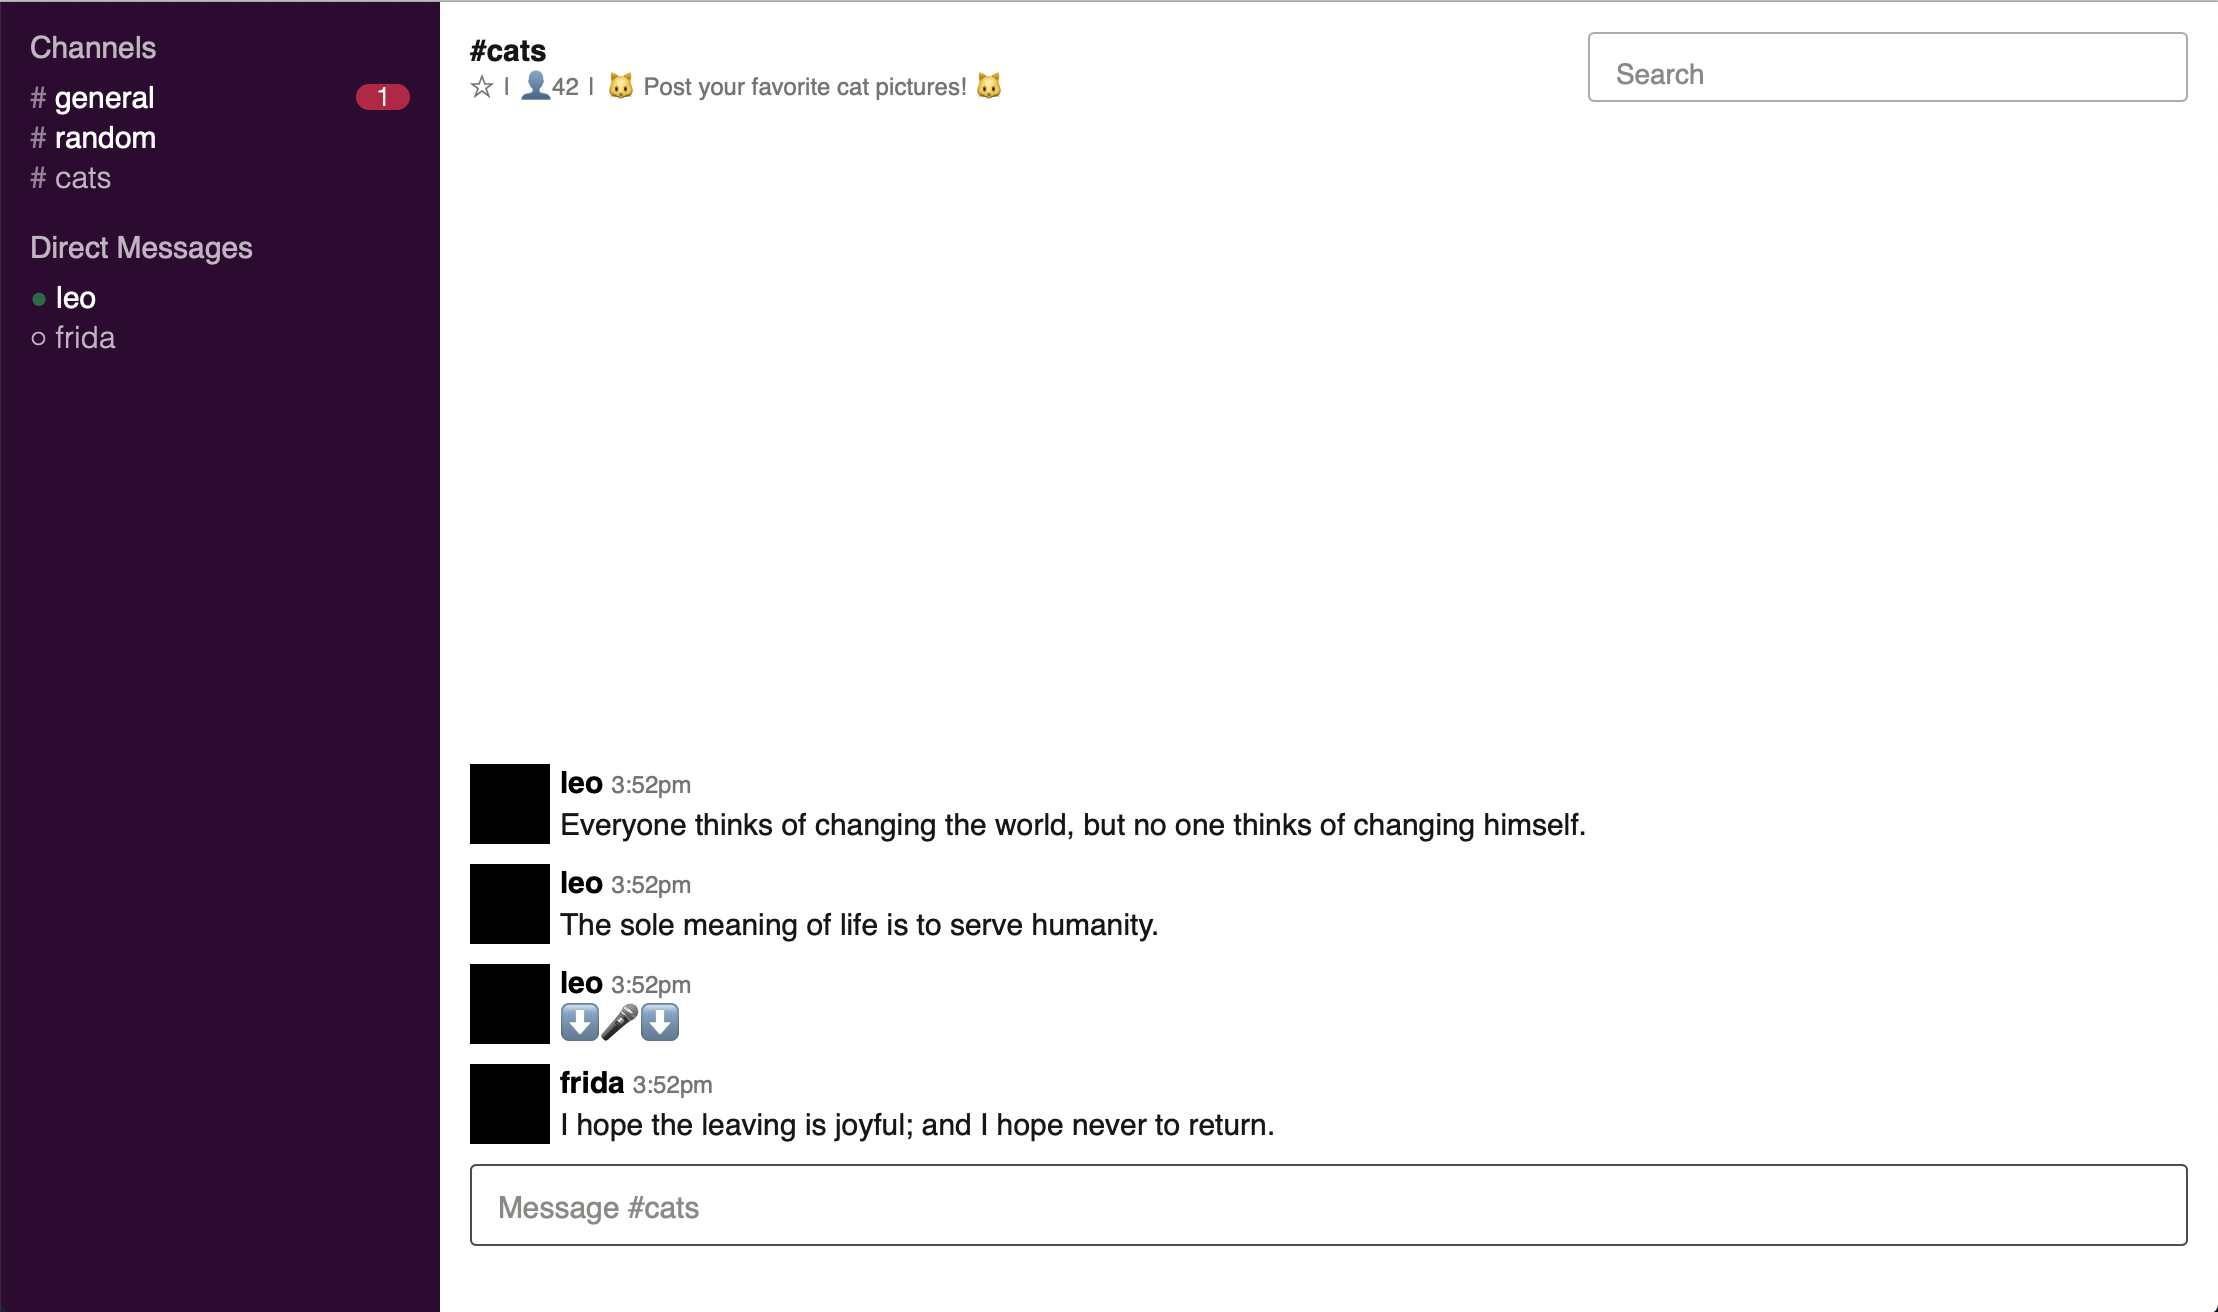 Channels
# general 1
# random
# cats
Direct Messages
● leo
○ frida
#cats
☆ | 👤42 | 🐱 Post your favorite cat pictures! 🐱
Search
leo 3:52pm
Everyone thinks of changing the world, but no one thinks of changing himself.
leo 3:52pm
The sole meaning of life is to serve humanity.
leo 3:52pm
⬇️🎤⬇️
frida 3:52pm
I hope the leaving is joyful; and I hope never to return.
Message #cats